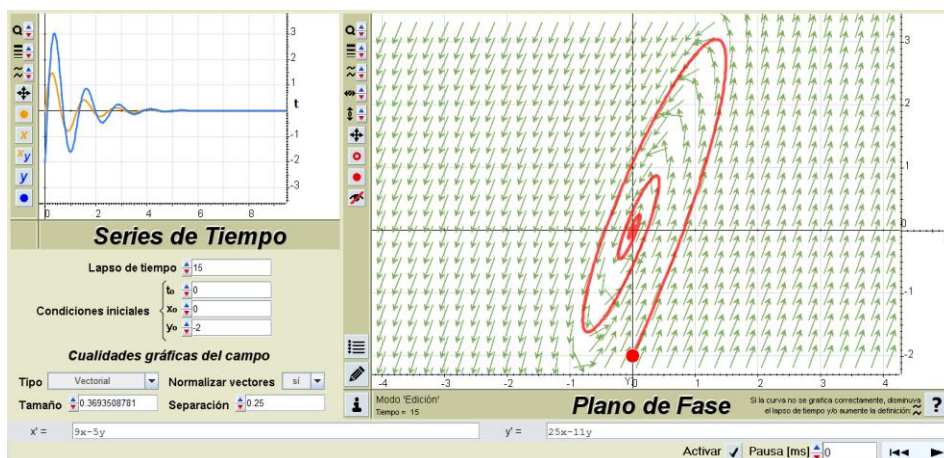 3
2
1
t
-1
-2
-3
0
2
4
6
8
x
xy
y
Series de Tiempo
Lapso de tiempo 15
Condiciones iniciales
t₀ 0
x₀ 0
y₀ -2
Cualidades gráficas del campo
Tipo Vectorial Normalizar vectores sí
Tamaño 0.3693508781 Separación 0.25
3
2
1
0
-1
-2
-4
-3
-2
-1
0
1
2
3
4
Modo 'Edición'
Tiempo = 15
Plano de Fase
Si la curva no se grafica correctamente, disminuya
el lapso de tiempo y/o aumente la definición:
?
x' = 9x-5y
y' = 25x-11y
Activar Pausa [ms] 0